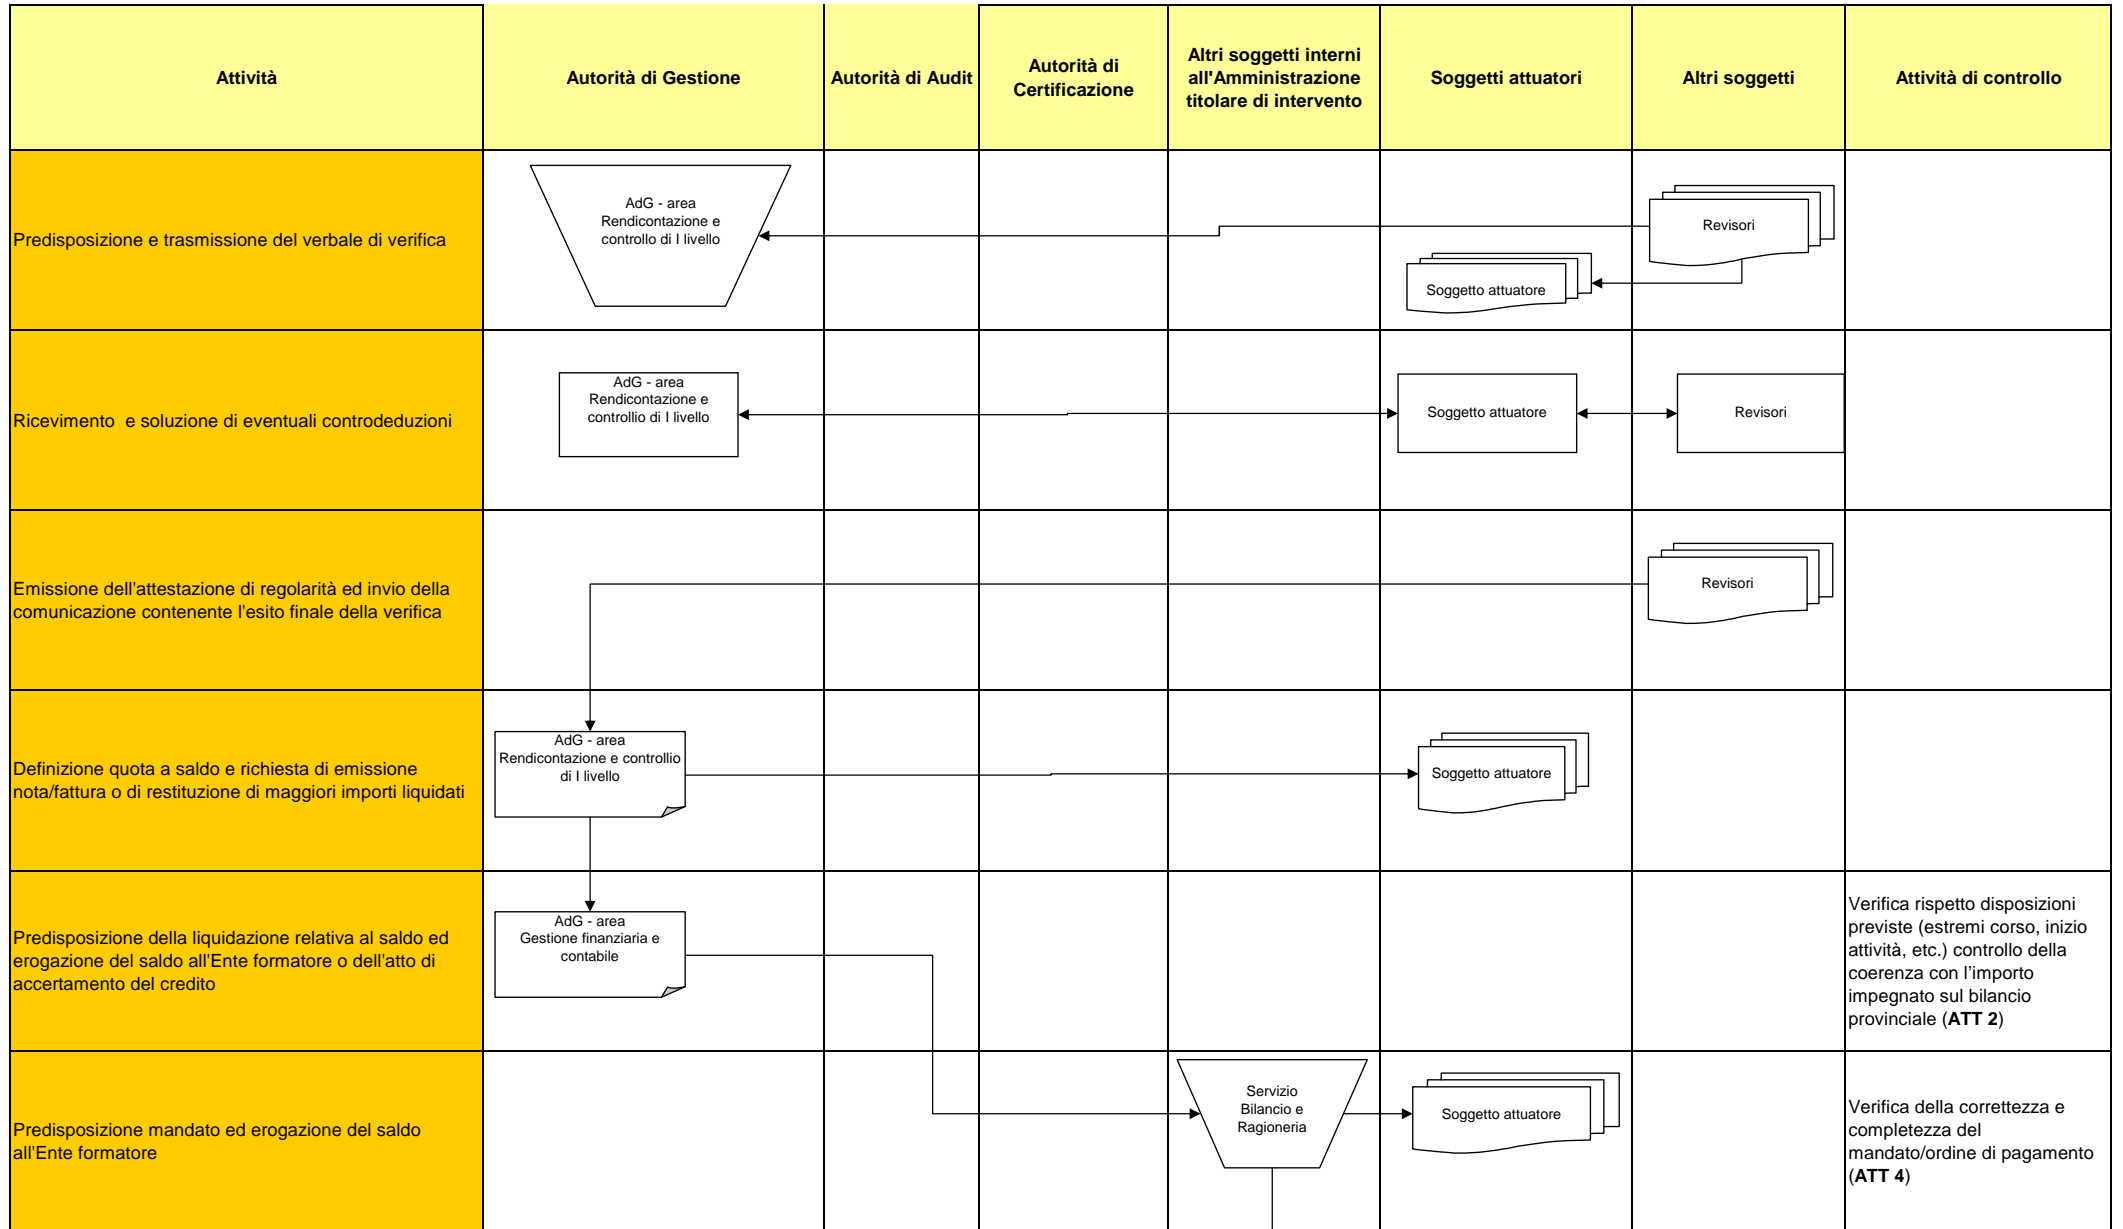 Attività
Autorità di Gestione
Autorità di Audit
Autorità di
Certificazione
Altri soggetti interni
all'Amministrazione
titolare di intervento
Soggetti attuatori
Altri soggetti
Attività di controllo
Predisposizione e trasmissione del verbale di verifica
AdG - area
Rendicontazione e
controllo di I livello
Revisori
Soggetto attuatore
Ricevimento  e soluzione di eventuali controdeduzioni
AdG - area
Rendicontazione e
controllio di I livello
Soggetto attuatore
Revisori
Emissione dell'attestazione di regolarità ed invio della
comunicazione contenente l'esito finale della verifica
Revisori
Definizione quota a saldo e richiesta di emissione
nota/fattura o di restituzione di maggiori importi liquidati
AdG - area
Rendicontazione e controllio
di I livello
Soggetto attuatore
Predisposizione della liquidazione relativa al saldo ed
erogazione del saldo all'Ente formatore o dell'atto di
accertamento del credito
AdG - area
Gestione finanziaria e
contabile
Verifica rispetto disposizioni
previste (estremi corso, inizio
attività, etc.) controllo della
coerenza con l’importo
impegnato sul bilancio
provinciale (ATT 2)
Predisposizione mandato ed erogazione del saldo
all'Ente formatore
Servizio
Bilancio e
Ragioneria
Soggetto attuatore
Verifica della correttezza e
completezza del
mandato/ordine di pagamento
(ATT 4)